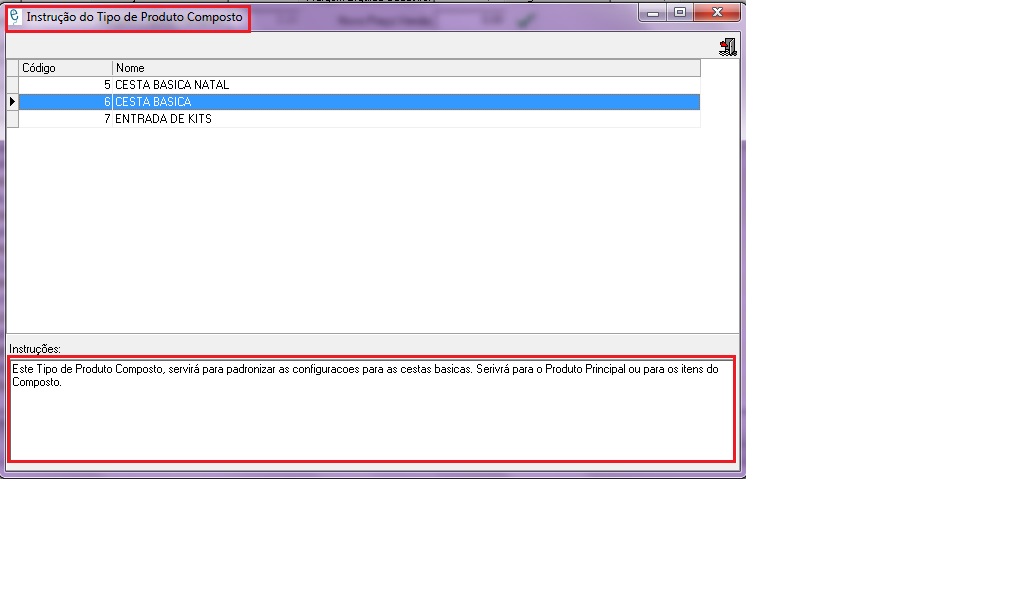 Instrução do Tipo de Produto Composto
Código Nome
5 CESTA BASICA NATAL
6 CESTA BASICA
7 ENTRADA DE KITS
Instruções:
Este Tipo de Produto Composto, servirá para padronizar as configuracoes para as cestas basicas. Serivrá para o Produto Principal ou para os itens do
Composto.